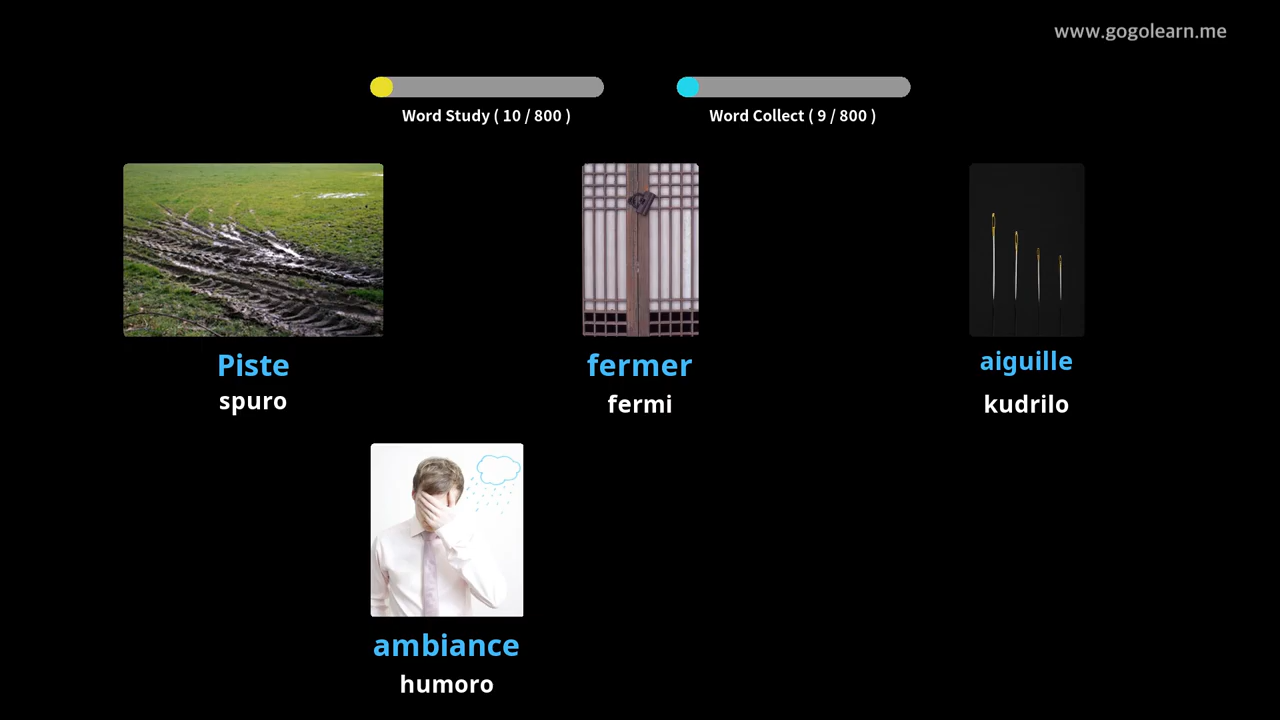 www.gogolearn.me
Word Study ( 10 / 800 )
Word Collect ( 9 / 800 )
Piste
spuro
fermer
fermi
aiguille
kudrilo
ambiance
humoro